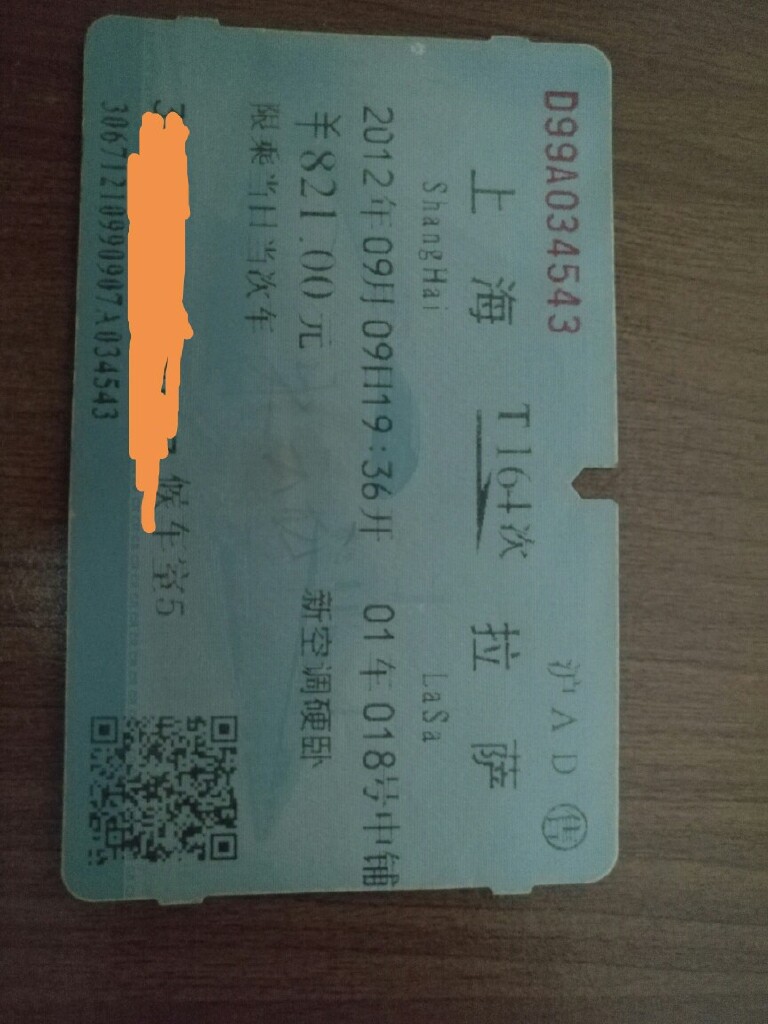 D99A034543 沪AD 售
上海 T164次 拉萨
ShangHai LaSa
2012年09月09日19:36开 01车018号中铺
￥821.00元 新空调硬卧
限乘当日当次车
候车室5
30671210990907A034543